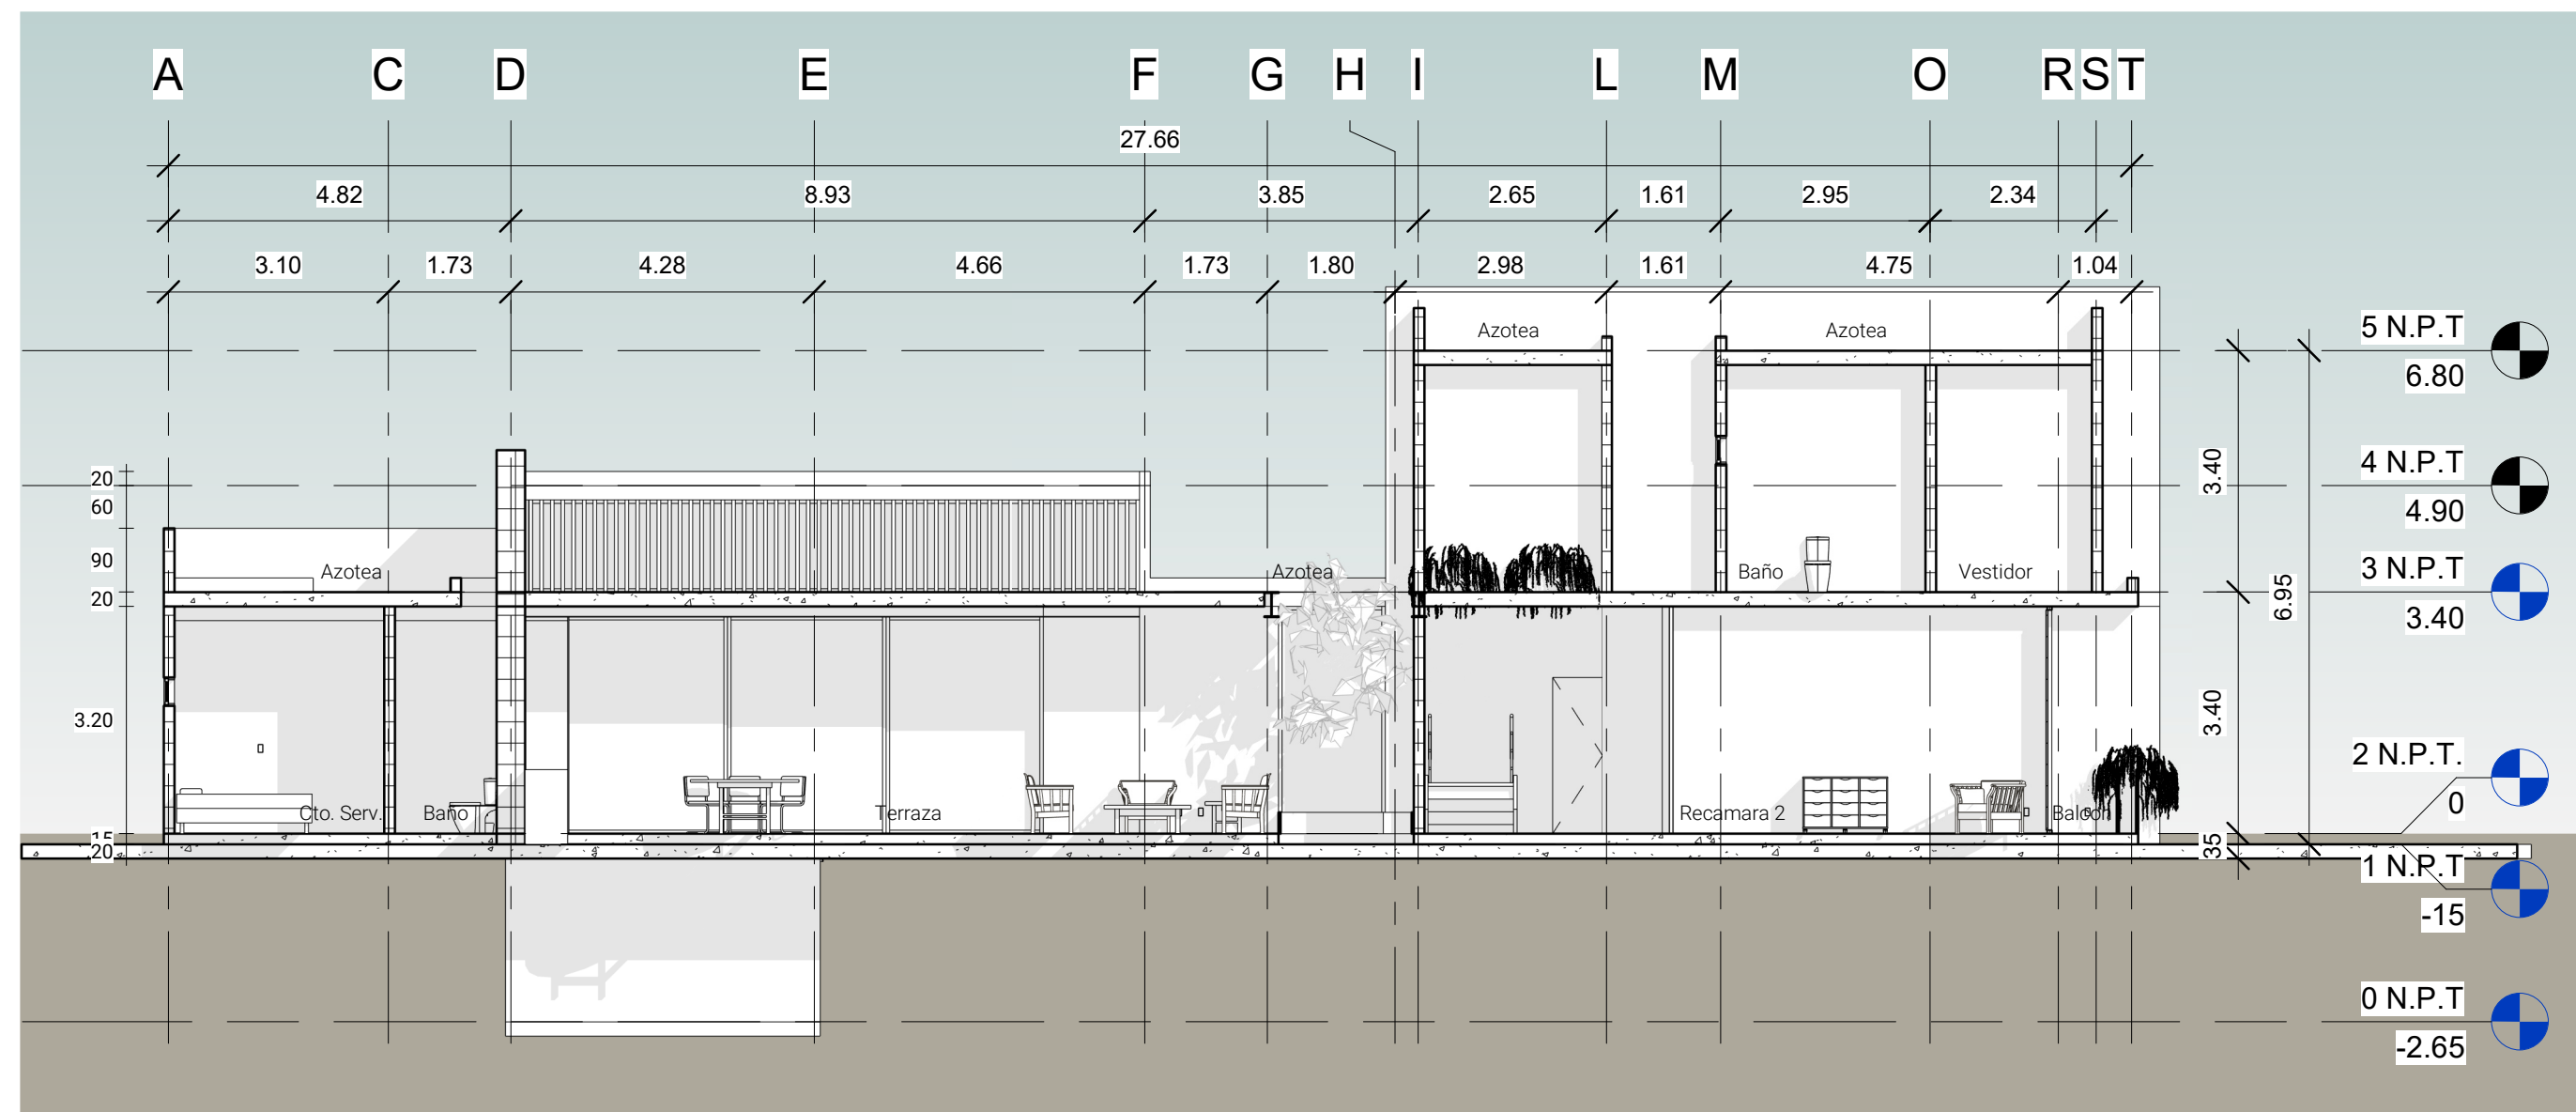 A C D E F G H I L M O R S T
27.66
4.82 8.93 3.85 2.65 1.61 2.95 2.34
3.10 1.73 4.28 4.66 1.73 1.80 2.98 1.61 4.75 1.04
Azotea Azotea
5 N.P.T
6.80
4 N.P.T
4.90
3 N.P.T
3.40
2 N.P.T.
0
1 N.P.T
-15
0 N.P.T
-2.65
20
60
90
20
3.20
15
20
3.40
3.40
35
6.95
Azotea Azotea Baño Vestidor
Cto. Serv. Baño Terraza Recamara 2 Balcón